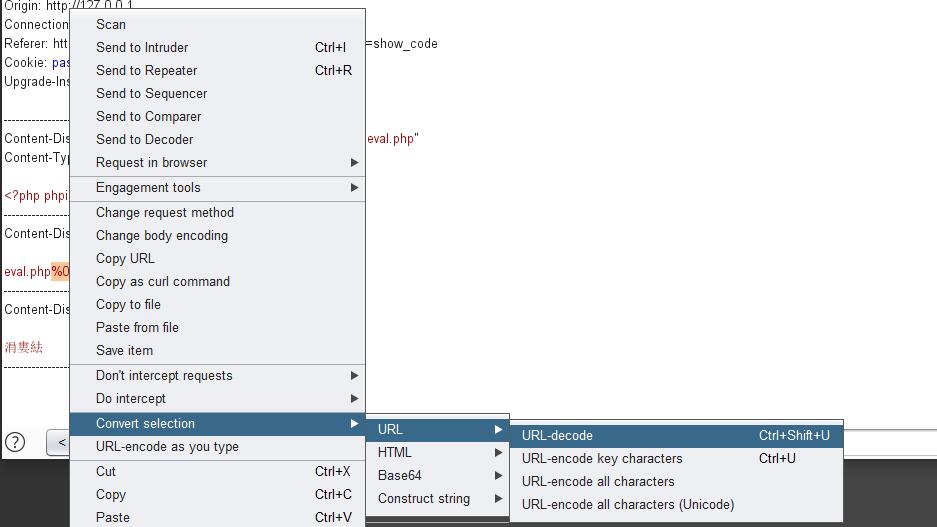 Origin: http://127.0.0.1
Connection
Referer: htt
=show_code
Cookie: pas
Upgrade-Ins
Content-Dis
eval.php"
Content-Typ
<?php phpi
Content-Dis
eval.php%0
Content-Dis
涓婁紶
Scan
Send to Intruder Ctrl+I
Send to Repeater Ctrl+R
Send to Sequencer
Send to Comparer
Send to Decoder
Request in browser
Engagement tools
Change request method
Change body encoding
Copy URL
Copy as curl command
Copy to file
Paste from file
Save item
Don't intercept requests
Do intercept
Convert selection
URL-encode as you type
Cut Ctrl+X
Copy Ctrl+C
Paste Ctrl+V
URL
HTML
Base64
Construct string
URL-decode Ctrl+Shift+U
URL-encode key characters Ctrl+U
URL-encode all characters
URL-encode all characters (Unicode)
? <